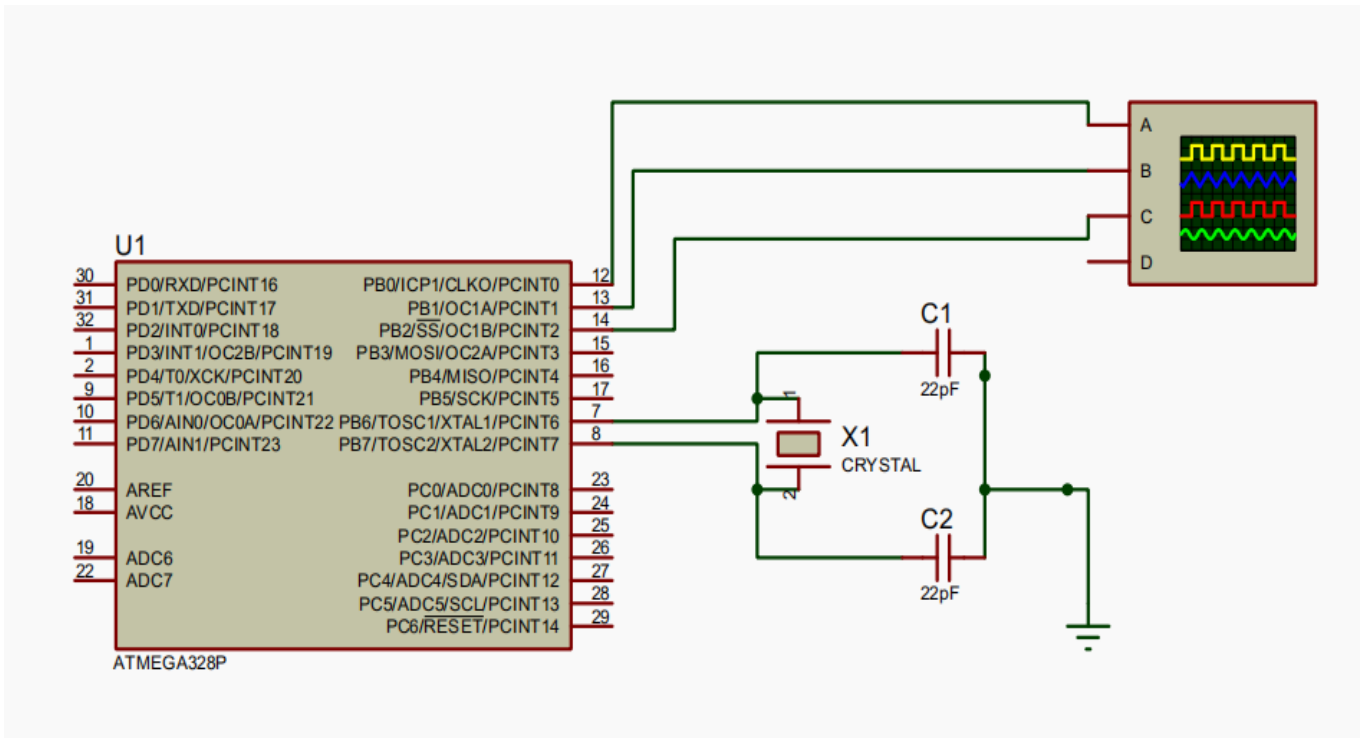 U1
30 PD0/RXD/PCINT16 PB0/ICP1/CLKO/PCINT0 12
31 PD1/TXD/PCINT17 PB1/OC1A/PCINT1 13
32 PD2/INT0/PCINT18 PB2/SS/OC1B/PCINT2 14
1 PD3/INT1/OC2B/PCINT19 PB3/MOSI/OC2A/PCINT3 15
2 PD4/T0/XCK/PCINT20 PB4/MISO/PCINT4 16
9 PD5/T1/OC0B/PCINT21 PB5/SCK/PCINT5 17
10 PD6/AIN0/OC0A/PCINT22 PB6/TOSC1/XTAL1/PCINT6 7
11 PD7/AIN1/PCINT23 PB7/TOSC2/XTAL2/PCINT7 8
20 AREF PC0/ADC0/PCINT8 23
18 AVCC PC1/ADC1/PCINT9 24
PC2/ADC2/PCINT10 25
19 ADC6 PC3/ADC3/PCINT11 26
22 ADC7 PC4/ADC4/SDA/PCINT12 27
PC5/ADC5/SCL/PCINT13 28
PC6/RESET/PCINT14 29
ATMEGA328P
A
B
C
D
C1
22pF
1
X1
CRYSTAL
2
C2
22pF